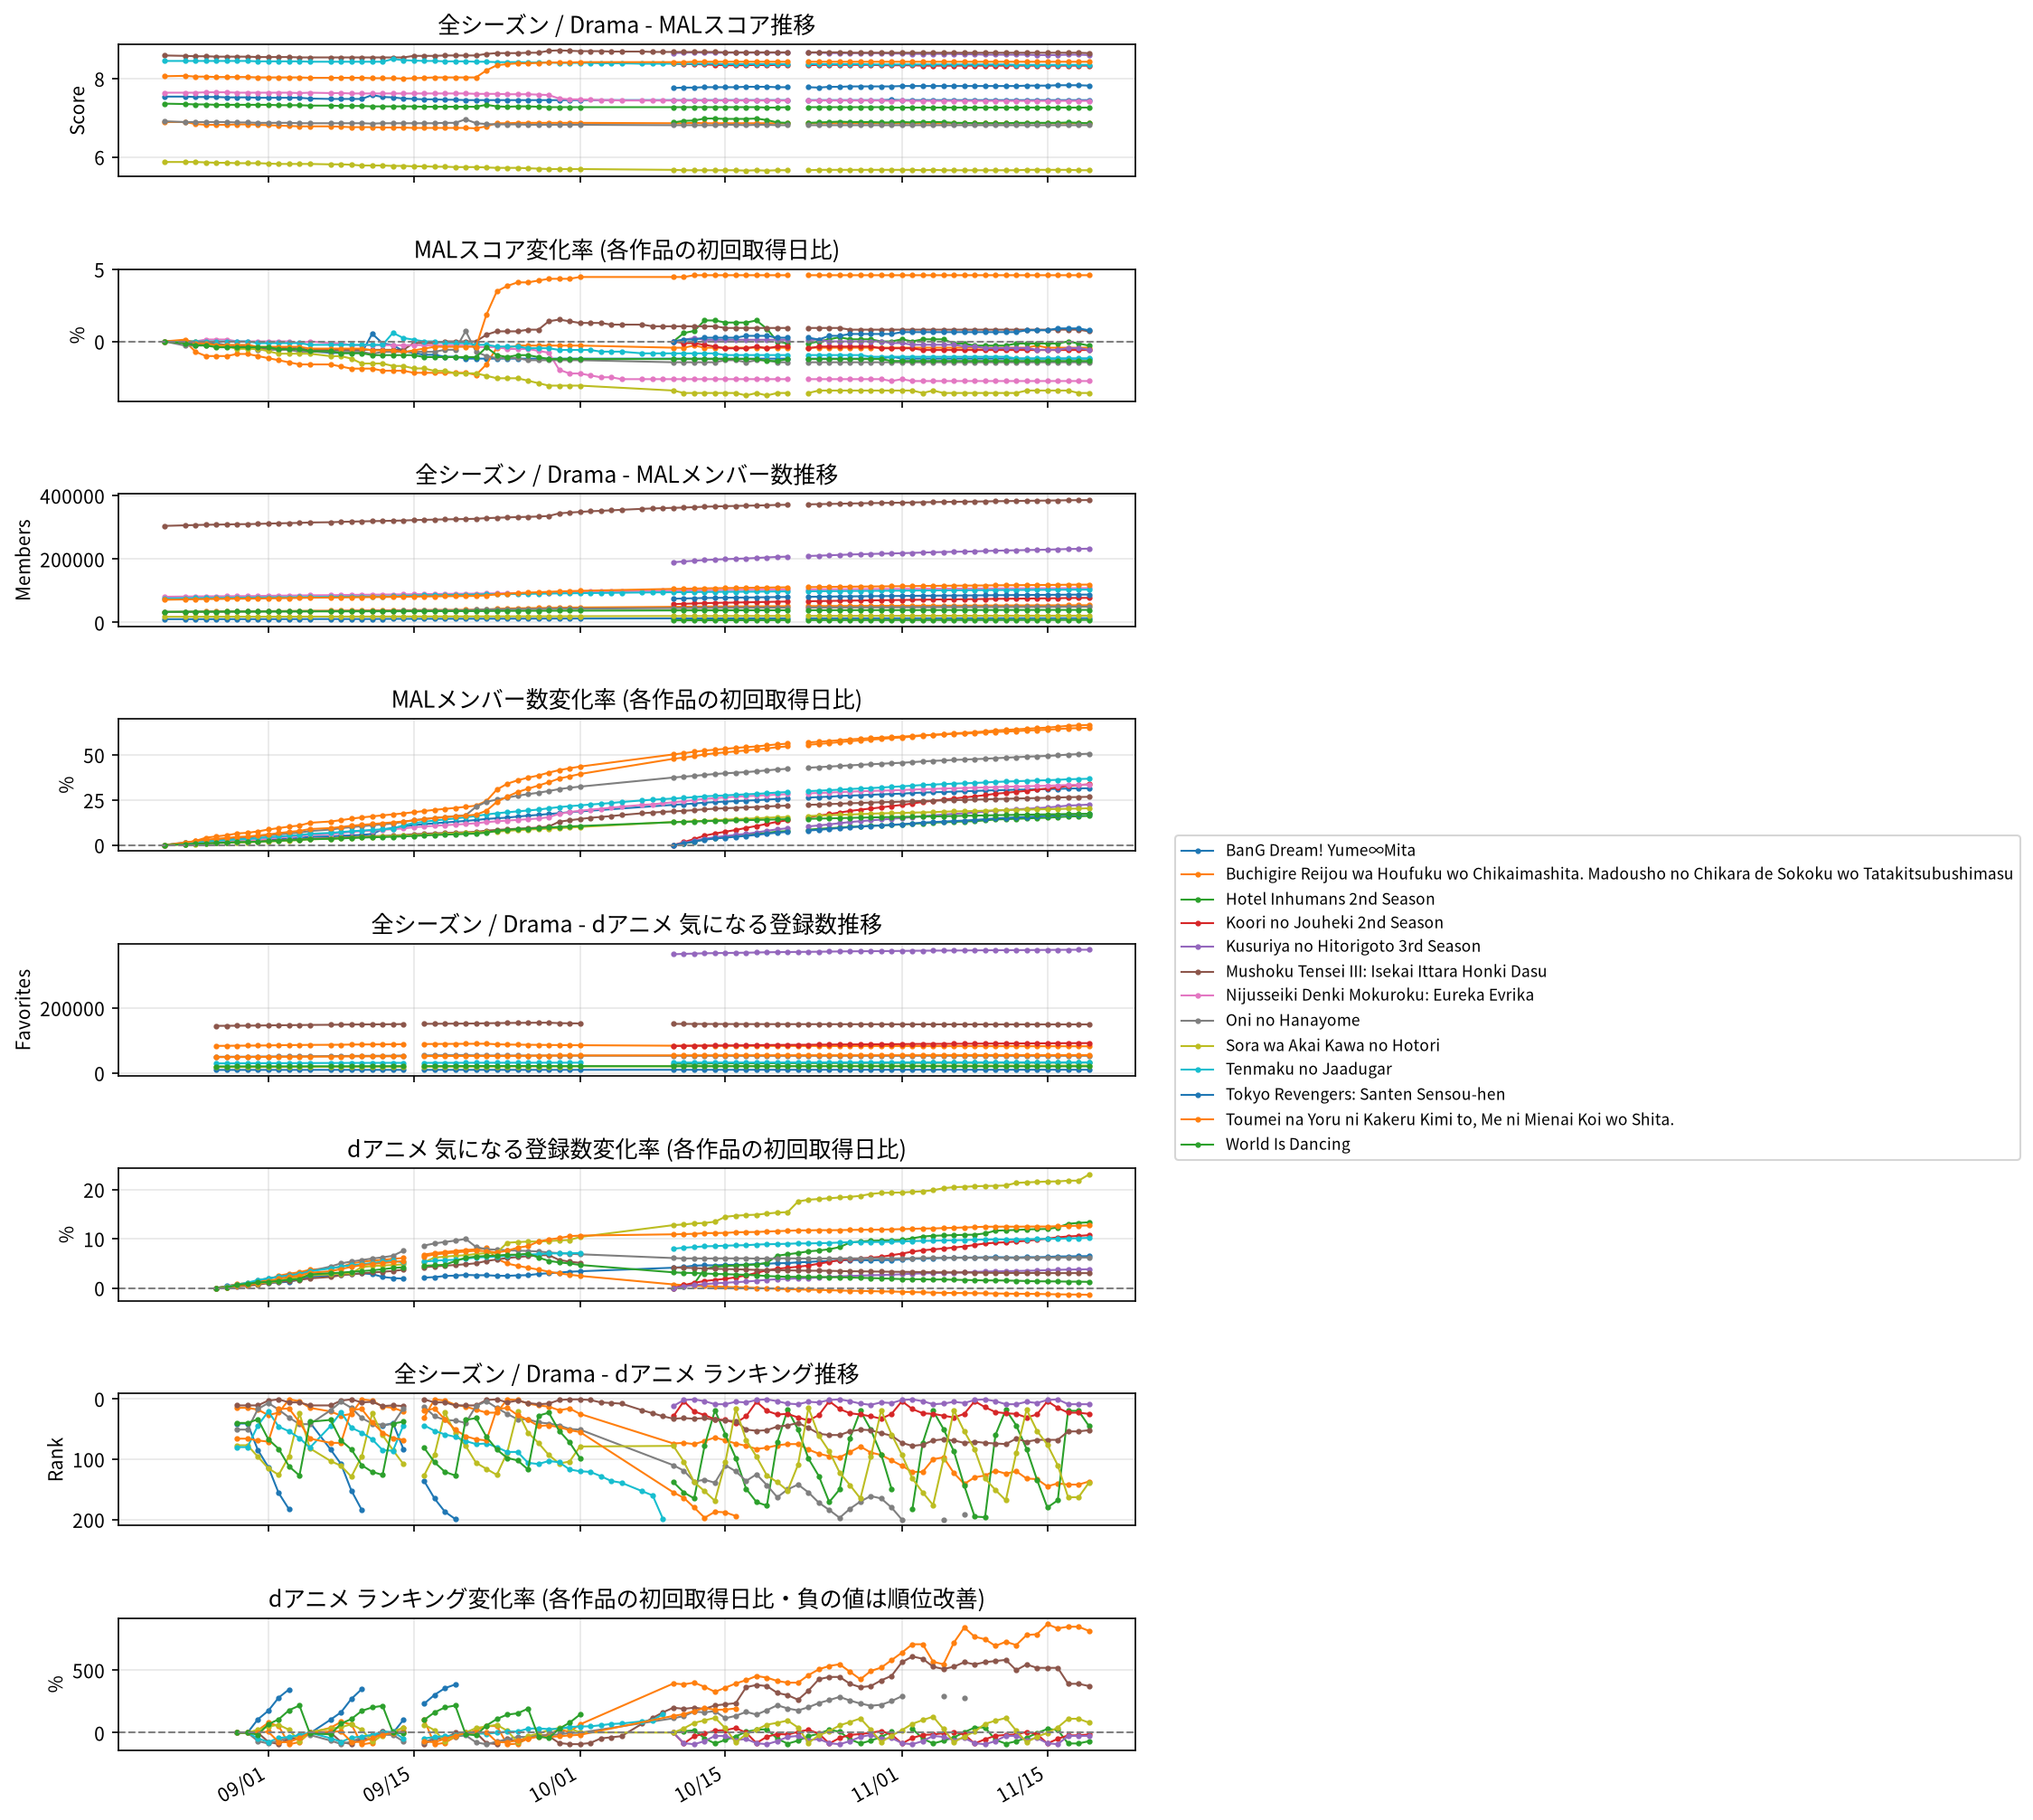 全シーズン / Drama - MALスコア推移
Score
8
6
MALスコア変化率 (各作品の初回取得日比)
%
5
0
全シーズン / Drama - MALメンバー数推移
Members
400000
200000
0
MALメンバー数変化率 (各作品の初回取得日比)
%
50
25
0
全シーズン / Drama - dアニメ 気になる登録数推移
Favorites
200000
0
dアニメ 気になる登録数変化率 (各作品の初回取得日比)
%
20
10
0
全シーズン / Drama - dアニメ ランキング推移
Rank
0
100
200
dアニメ ランキング変化率 (各作品の初回取得日比・負の値は順位改善)
%
500
0
09/01
09/15
10/01
10/15
11/01
11/15
BanG Dream! Yume∞Mita
Buchigire Reijou wa Houfuku wo Chikaimashita. Madousho no Chikara de Sokoku wo Tatakitsubushimasu
Hotel Inhumans 2nd Season
Koori no Jouheki 2nd Season
Kusuriya no Hitorigoto 3rd Season
Mushoku Tensei III: Isekai Ittara Honki Dasu
Nijusseiki Denki Mokuroku: Eureka Evrika
Oni no Hanayome
Sora wa Akai Kawa no Hotori
Tenmaku no Jaadugar
Tokyo Revengers: Santen Sensou-hen
Toumei na Yoru ni Kakeru Kimi to, Me ni Mienai Koi wo Shita.
World Is Dancing